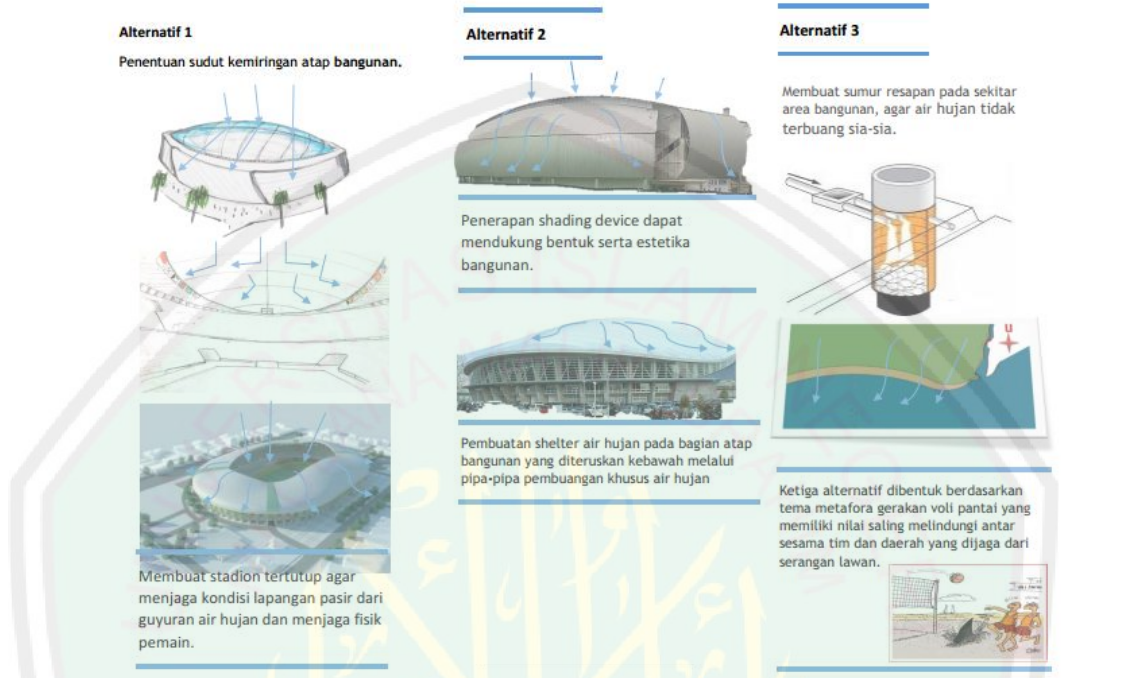 Alternatif 1
Penentuan sudut kemiringan atap bangunan.
Membuat stadion tertutup agar
menjaga kondisi lapangan pasir dari
guyuran air hujan dan menjaga fisik
pemain.
Alternatif 2
Penerapan shading device dapat
mendukung bentuk serta estetika
bangunan.
Pembuatan shelter air hujan pada bagian atap
bangunan yang diteruskan kebawah melalui
pipa-pipa pembuangan khusus air hujan
Alternatif 3
Membuat sumur resapan pada sekitar
area bangunan, agar air hujan tidak
terbuang sia-sia.
u
Ketiga alternatif dibentuk berdasarkan
tema metafora gerakan voli pantai yang
memiliki nilai saling melindungi antar
sesama tim dan daerah yang dijaga dari
serangan lawan.